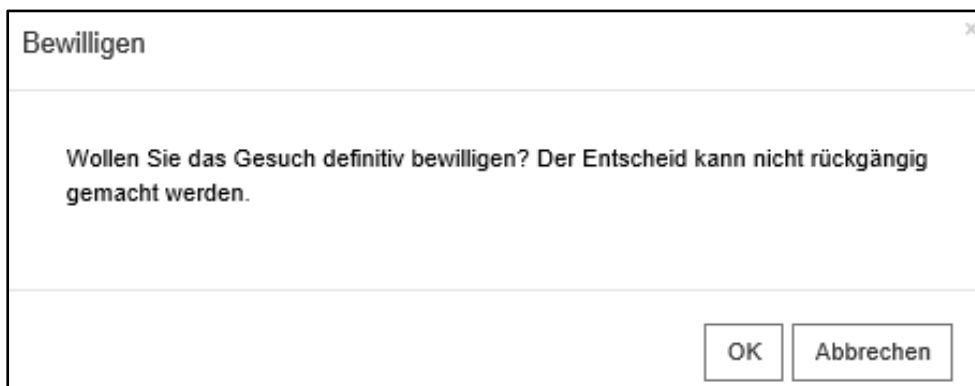 Bewilligen
Wollen Sie das Gesuch definitiv bewilligen? Der Entscheid kann nicht rückgängig
gemacht werden.
OK
Abbrechen